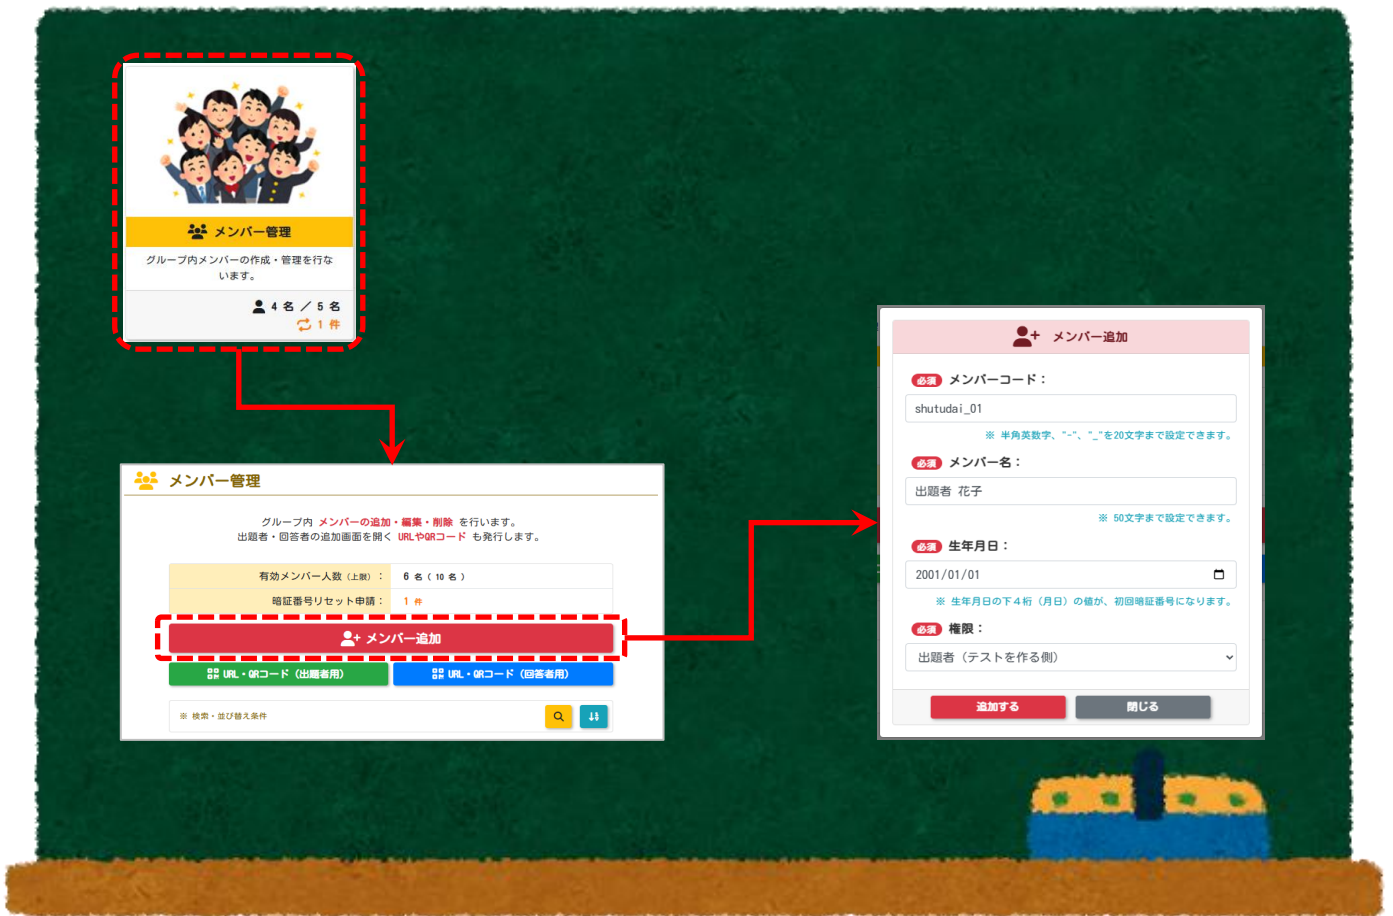 メンバー管理
グループ内メンバーの作成・管理を行な
います。
4 名 ／ 5 名
1 件
メンバー管理
グループ内 メンバーの追加・編集・削除 を行います。
出題者・回答者の追加画面を開く URLやQRコード も発行します。
有効メンバー人数（上限）： 6 名（ 10 名 ）
暗証番号リセット申請： 1 件
メンバー追加
URL・QRコード（出題者用） URL・QRコード（回答者用）
※ 検索・並び替え条件
メンバー追加
必須 メンバーコード：
shutudai_01
※ 半角英数字、"-"、"_"を20文字まで設定できます。
必須 メンバー名：
出題者 花子
※ 50文字まで設定できます。
必須 生年月日：
2001/01/01
※ 生年月日の下４桁（月日）の値が、初回暗証番号になります。
必須 権限：
出題者（テストを作る側）
追加する 閉じる